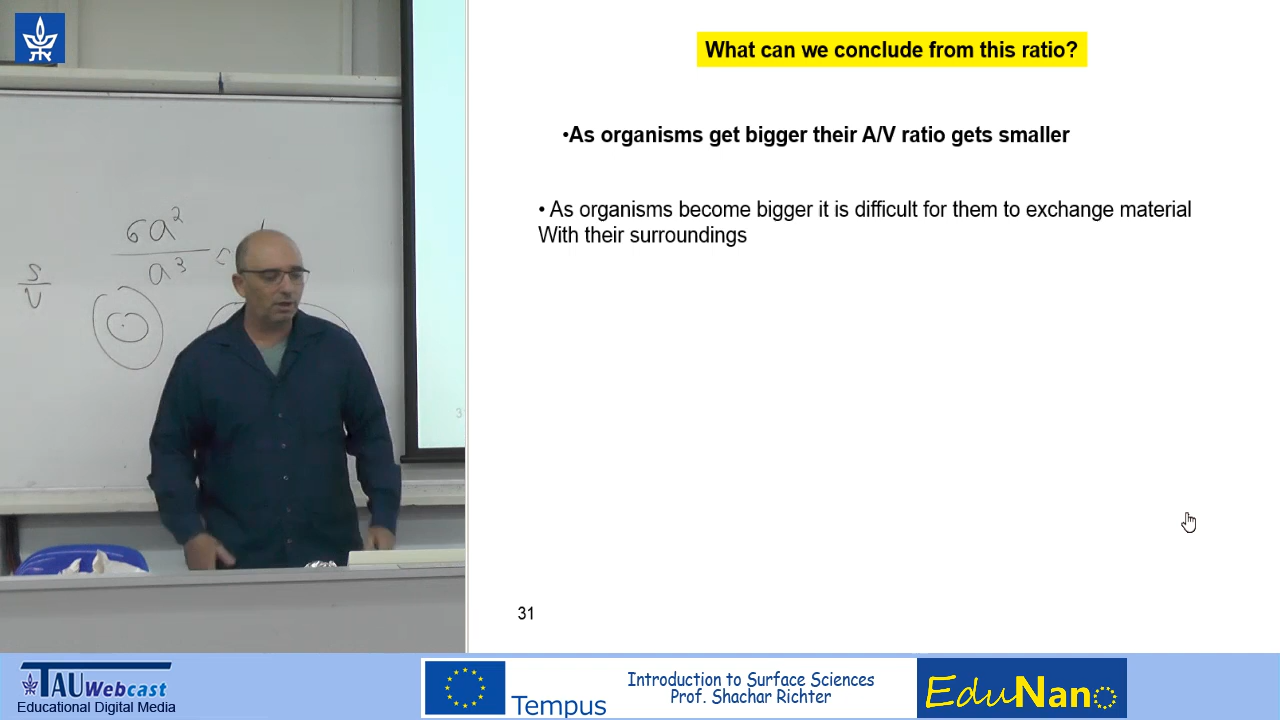 What can we conclude from this ratio?
•As organisms get bigger their A/V ratio gets smaller
• As organisms become bigger it is difficult for them to exchange material
With their surroundings
6a²
a³
S
V
31
TAU Webcast
Educational Digital Media
Tempus
Introduction to Surface Sciences
Prof. Shachar Richter
EduNano